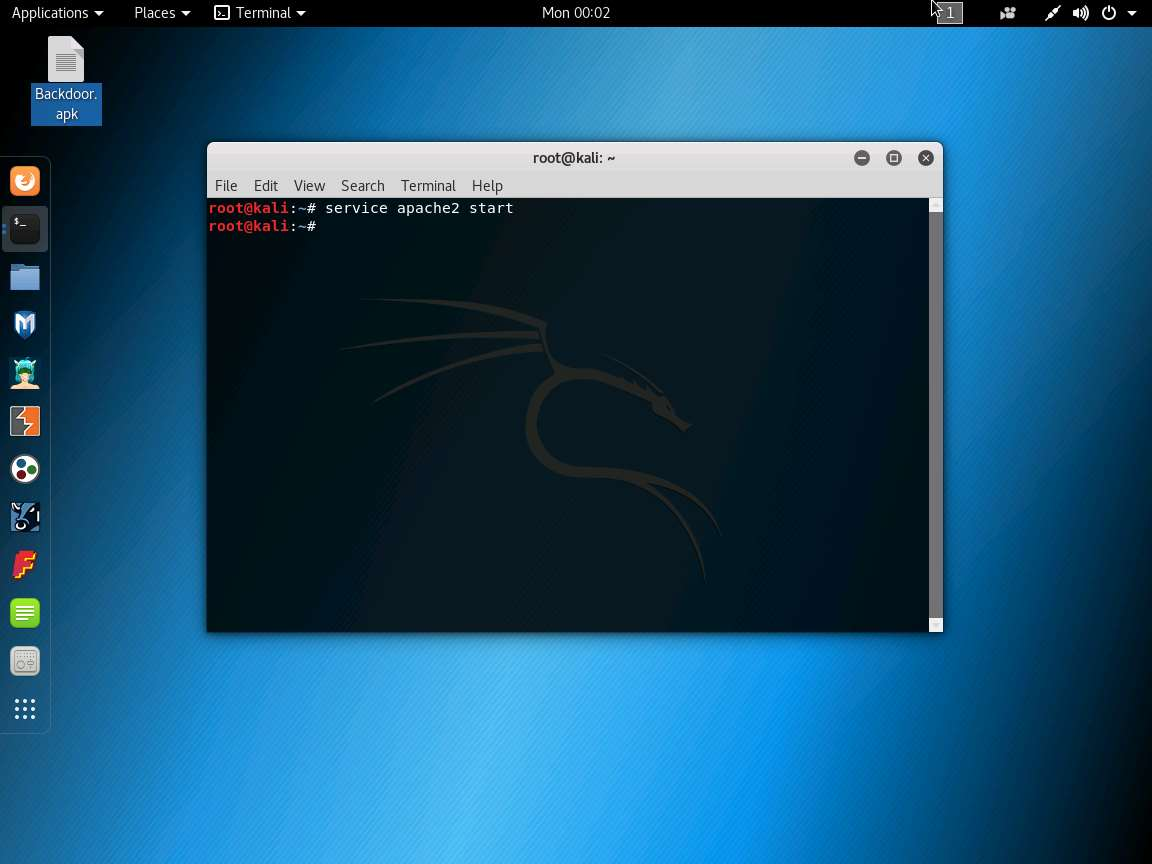 Applications Places Terminal Mon 00:02 1
Backdoor.
apk
root@kali: ~
File Edit View Search Terminal Help
root@kali:~# service apache2 start
root@kali:~#
$_